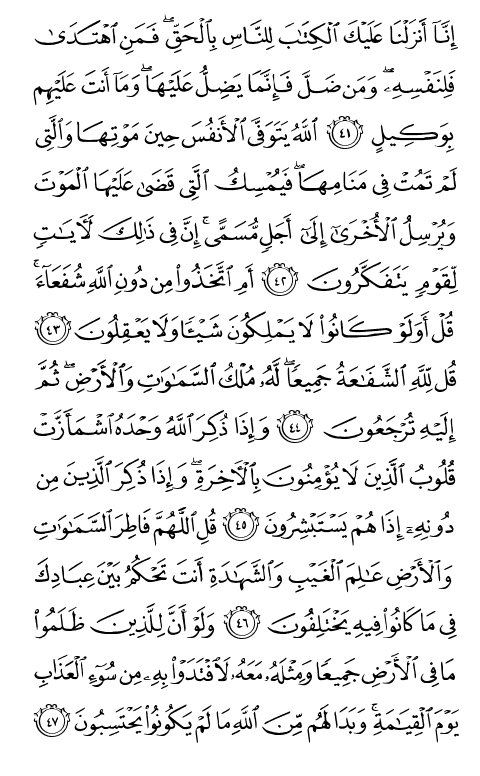 إِنَّآ أَنزَلۡنَا عَلَيۡكَ ٱلۡكِتَٰبَ لِلنَّاسِ بِٱلۡحَقِّۖ فَمَنِ ٱهۡتَدَىٰ
فَلِنَفۡسِهِۦۖ وَمَن ضَلَّ فَإِنَّمَا يَضِلُّ عَلَيۡهَاۖ وَمَآ أَنتَ عَلَيۡهِم
بِوَكِيلٍ ٤١ ٱللَّهُ يَتَوَفَّى ٱلۡأَنفُسَ حِينَ مَوۡتِهَا وَٱلَّتِي
لَمۡ تَمُتۡ فِي مَنَامِهَاۖ فَيُمۡسِكُ ٱلَّتِي قَضَىٰ عَلَيۡهَا ٱلۡمَوۡتَ
وَيُرۡسِلُ ٱلۡأُخۡرَىٰٓ إِلَىٰٓ أَجَلٖ مُّسَمًّىۚ إِنَّ فِي ذَٰلِكَ لَأٓيَٰتٖ
لِّقَوۡمٖ يَتَفَكَّرُونَ ٤٢ أَمِ ٱتَّخَذُواْ مِن دُونِ ٱللَّهِ شُفَعَآءَۚ
قُلۡ أَوَلَوۡ كَانُواْ لَا يَمۡلِكُونَ شَيۡـٔٗا وَلَا يَعۡقِلُونَ ٤٣
قُل لِّلَّهِ ٱلشَّفَٰعَةُ جَمِيعٗاۖ لَّهُۥ مُلۡكُ ٱلسَّمَٰوَٰتِ وَٱلۡأَرۡضِۖ ثُمَّ
إِلَيۡهِ تُرۡجَعُونَ ٤٤ وَإِذَا ذُكِرَ ٱللَّهُ وَحۡدَهُ ٱشۡمَأَزَّتۡ
قُلُوبُ ٱلَّذِينَ لَا يُؤۡمِنُونَ بِٱلۡأٓخِرَةِۖ وَإِذَا ذُكِرَ ٱلَّذِينَ مِن
دُونِهِۦٓ إِذَا هُمۡ يَسۡتَبۡشِرُونَ ٤٥ قُلِ ٱللَّهُمَّ فَاطِرَ ٱلسَّمَٰوَٰتِ
وَٱلۡأَرۡضِ عَٰلِمَ ٱلۡغَيۡبِ وَٱلشَّهَٰدَةِ أَنتَ تَحۡكُمُ بَيۡنَ عِبَادِكَ
فِي مَا كَانُواْ فِيهِ يَخۡتَلِفُونَ ٤٦ وَلَوۡ أَنَّ لِلَّذِينَ ظَلَمُواْ
مَا فِي ٱلۡأَرۡضِ جَمِيعٗا وَمِثۡلَهُۥ مَعَهُۥ لَٱفۡتَدَوۡاْ بِهِۦ مِن سُوٓءِ ٱلۡعَذَابِ
يَوۡمَ ٱلۡقِيَٰمَةِۚ وَبَدَا لَهُم مِّنَ ٱللَّهِ مَا لَمۡ يَكُونُواْ يَحۡتَسِبُونَ ٤٧